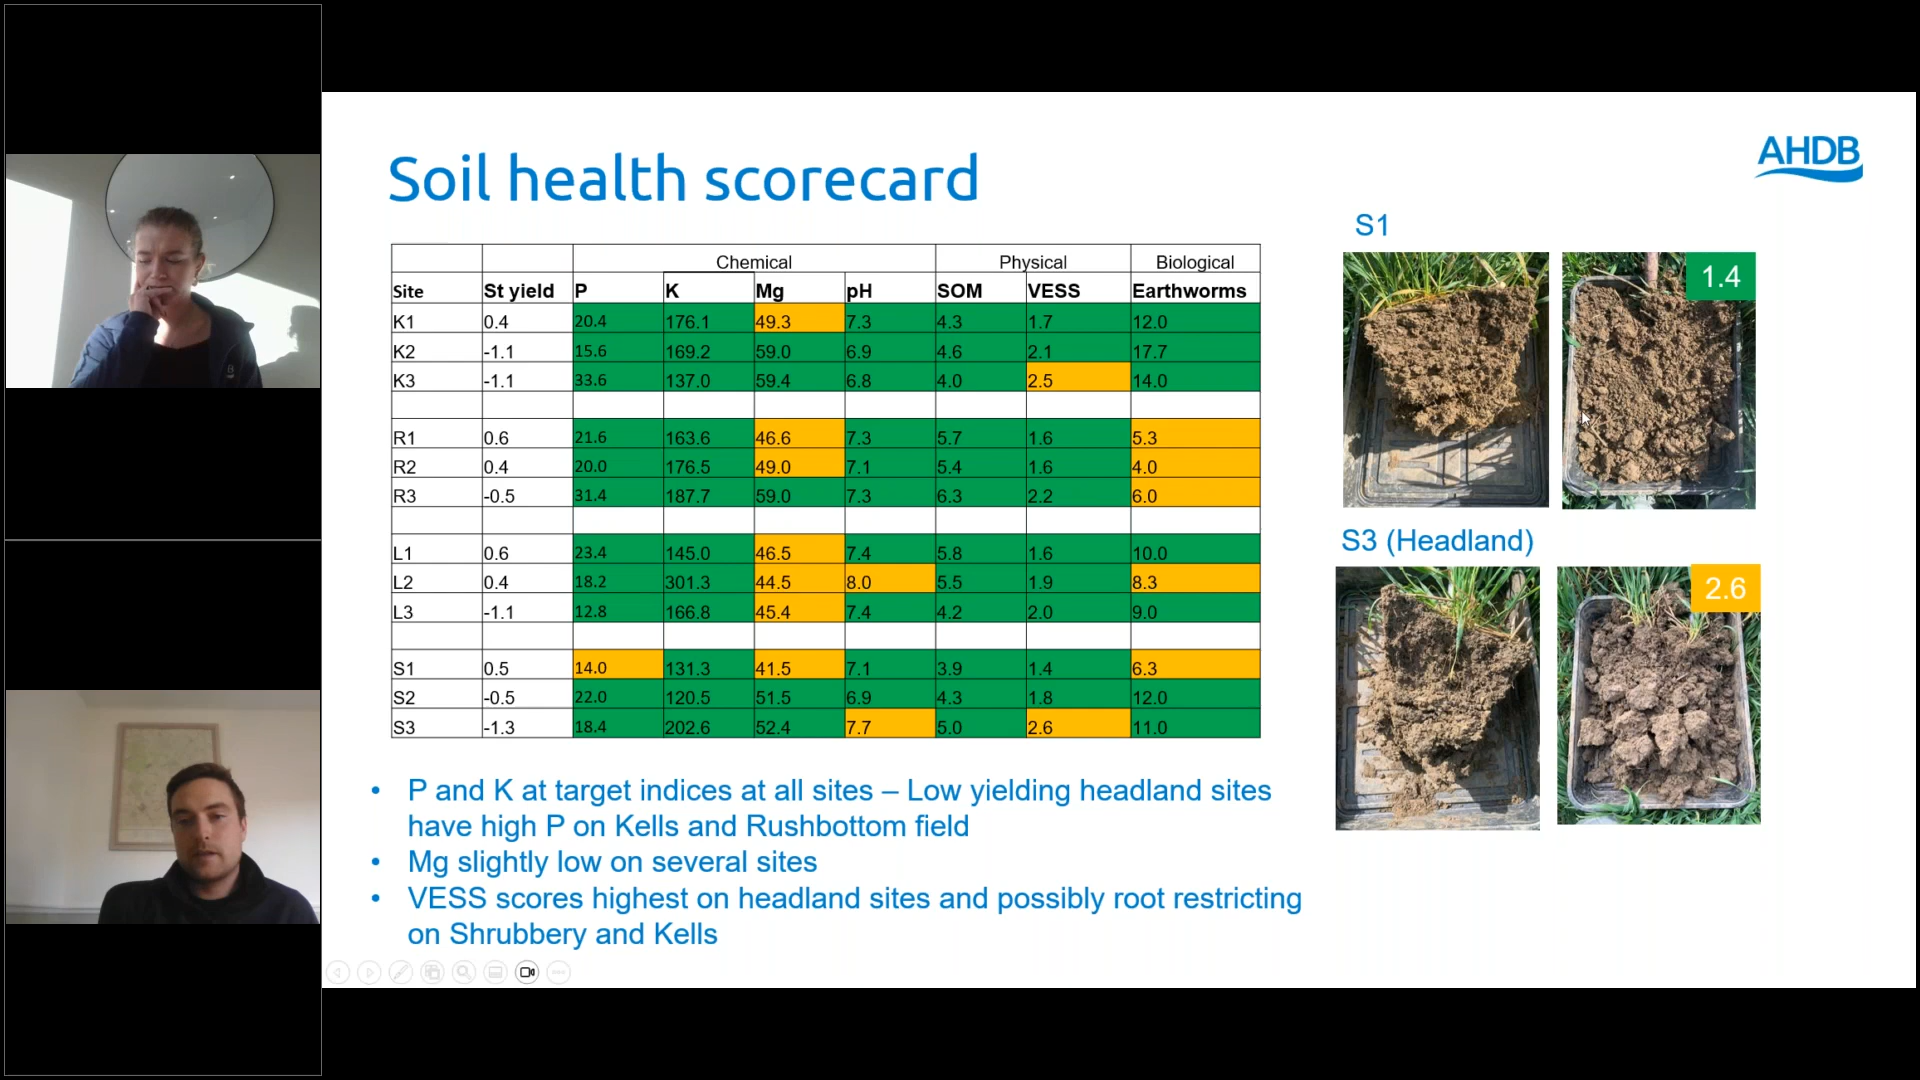 Soil health scorecard
AHDB
Chemical Physical Biological
Site St yield P K Mg pH SOM VESS Earthworms
K1 0.4 20.4 176.1 49.3 7.3 4.3 1.7 12.0
K2 -1.1 15.6 169.2 59.0 6.9 4.6 2.1 17.7
K3 -1.1 33.6 137.0 59.4 6.8 4.0 2.5 14.0
R1 0.6 21.6 163.6 46.6 7.3 5.7 1.6 5.3
R2 0.4 20.0 176.5 49.0 7.1 5.4 1.6 4.0
R3 -0.5 31.4 187.7 59.0 7.3 6.3 2.2 6.0
L1 0.6 23.4 145.0 46.5 7.4 5.8 1.6 10.0
L2 0.4 18.2 301.3 44.5 8.0 5.5 1.9 8.3
L3 -1.1 12.8 166.8 45.4 7.4 4.2 2.0 9.0
S1 0.5 14.0 131.3 41.5 7.1 3.9 1.4 6.3
S2 -0.5 22.0 120.5 51.5 6.9 4.3 1.8 12.0
S3 -1.3 18.4 202.6 52.4 7.7 5.0 2.6 11.0
• P and K at target indices at all sites – Low yielding headland sites
have high P on Kells and Rushbottom field
• Mg slightly low on several sites
• VESS scores highest on headland sites and possibly root restricting
on Shrubbery and Kells
S1
1.4
S3 (Headland)
2.6